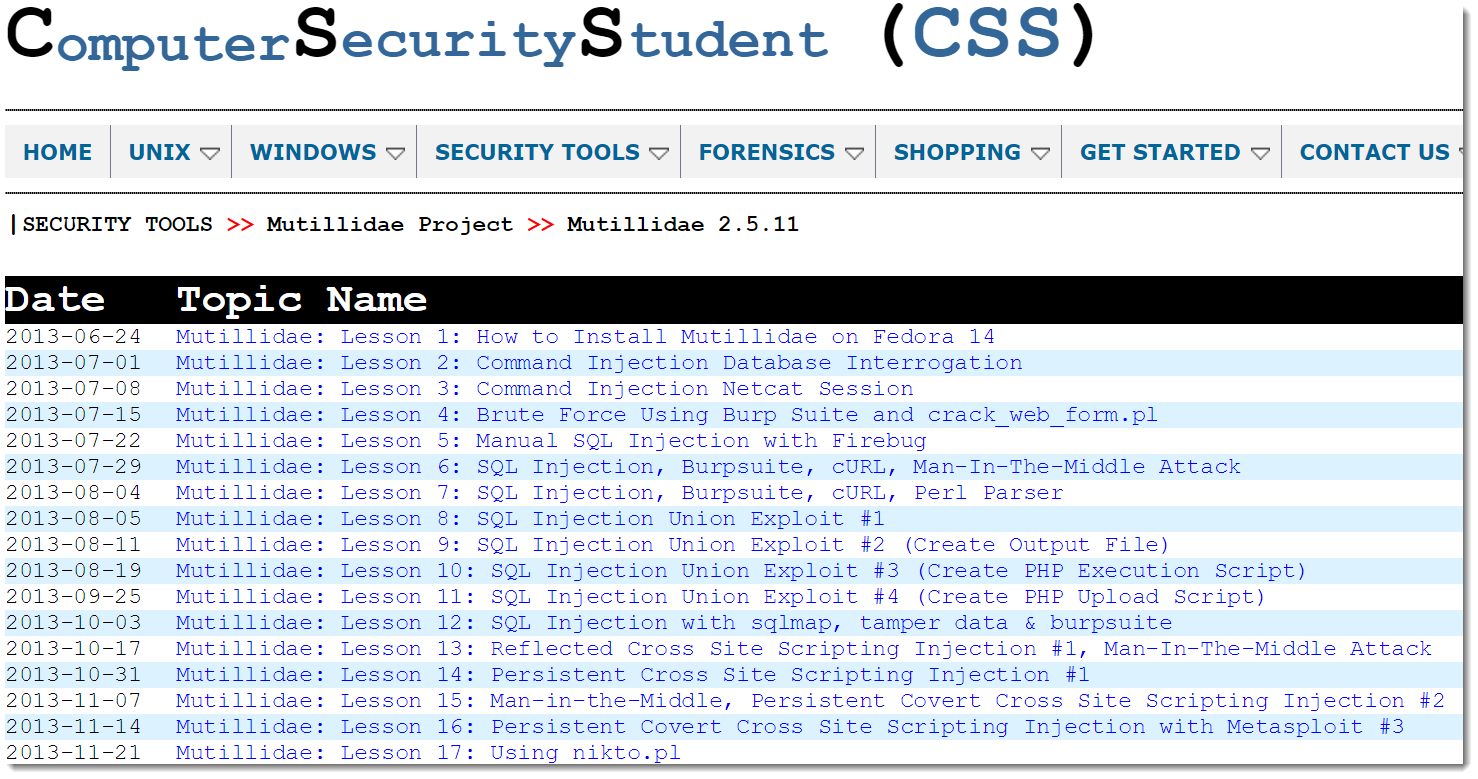 ComputerSecurityStudent (CSS)
HOME UNIX WINDOWS SECURITY TOOLS FORENSICS SHOPPING GET STARTED CONTACT US
|SECURITY TOOLS >> Mutillidae Project >> Mutillidae 2.5.11
Date Topic Name
2013-06-24 Mutillidae: Lesson 1: How to Install Mutillidae on Fedora 14
2013-07-01 Mutillidae: Lesson 2: Command Injection Database Interrogation
2013-07-08 Mutillidae: Lesson 3: Command Injection Netcat Session
2013-07-15 Mutillidae: Lesson 4: Brute Force Using Burp Suite and crack_web_form.pl
2013-07-22 Mutillidae: Lesson 5: Manual SQL Injection with Firebug
2013-07-29 Mutillidae: Lesson 6: SQL Injection, Burpsuite, cURL, Man-In-The-Middle Attack
2013-08-04 Mutillidae: Lesson 7: SQL Injection, Burpsuite, cURL, Perl Parser
2013-08-05 Mutillidae: Lesson 8: SQL Injection Union Exploit #1
2013-08-11 Mutillidae: Lesson 9: SQL Injection Union Exploit #2 (Create Output File)
2013-08-19 Mutillidae: Lesson 10: SQL Injection Union Exploit #3 (Create PHP Execution Script)
2013-09-25 Mutillidae: Lesson 11: SQL Injection Union Exploit #4 (Create PHP Upload Script)
2013-10-03 Mutillidae: Lesson 12: SQL Injection with sqlmap, tamper data & burpsuite
2013-10-17 Mutillidae: Lesson 13: Reflected Cross Site Scripting Injection #1, Man-In-The-Middle Attack
2013-10-31 Mutillidae: Lesson 14: Persistent Cross Site Scripting Injection #1
2013-11-07 Mutillidae: Lesson 15: Man-in-the-Middle, Persistent Covert Cross Site Scripting Injection #2
2013-11-14 Mutillidae: Lesson 16: Persistent Covert Cross Site Scripting Injection with Metasploit #3
2013-11-21 Mutillidae: Lesson 17: Using nikto.pl